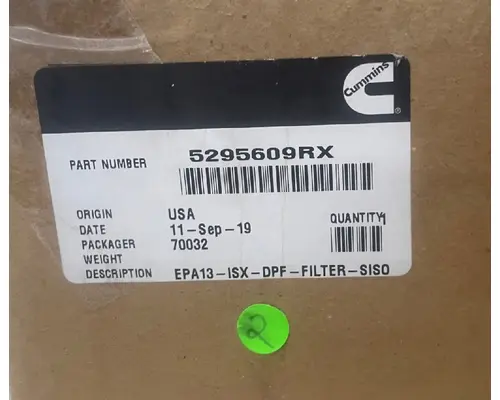 Cummins
®
PART NUMBER 5295609RX
ORIGIN USA
DATE 11-Sep-19
QUANTITY 1
PACKAGER 70032
WEIGHT
DESCRIPTION EPA13-ISX-DPF-FILTER-SISO